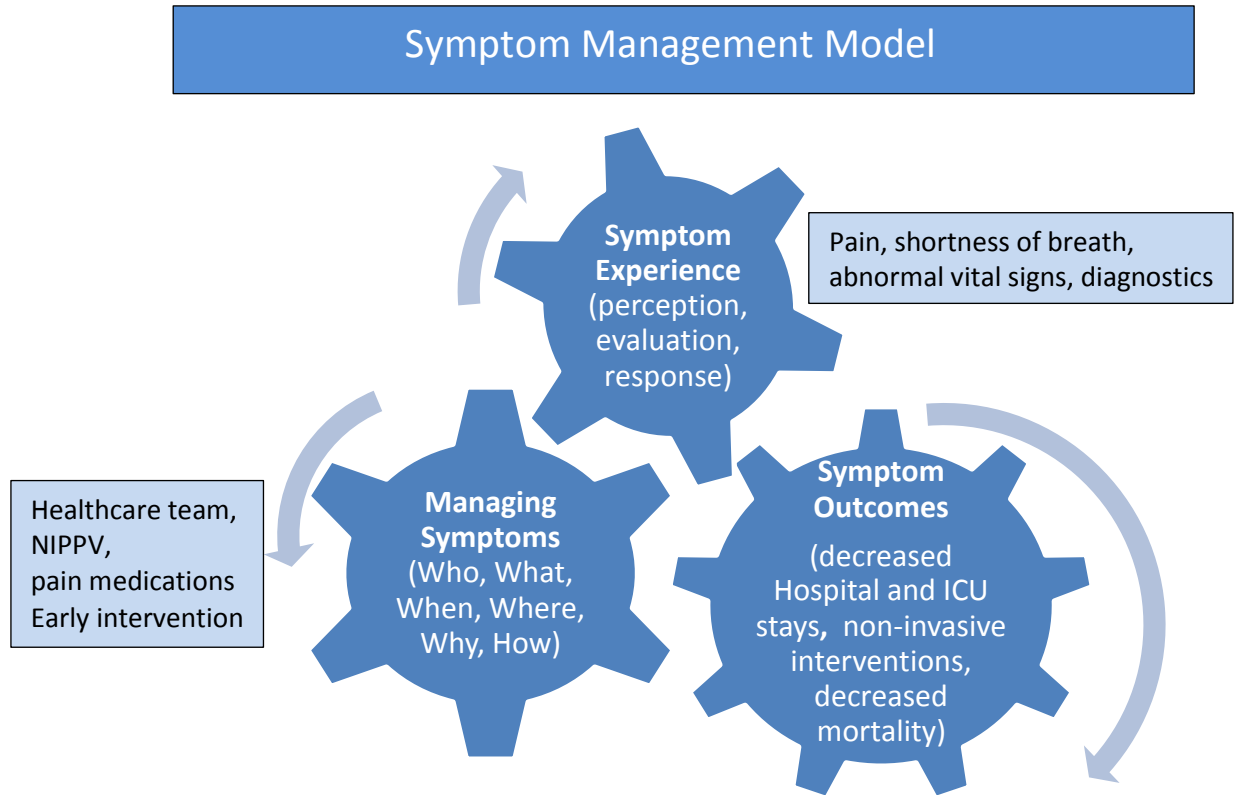 Symptom Management Model
Symptom
Experience
(perception,
evaluation,
response)
Pain, shortness of breath,
abnormal vital signs, diagnostics
Healthcare team,
NIPPV,
pain medications
Early intervention
Managing
Symptoms
(Who, What,
When, Where,
Why, How)
Symptom
Outcomes
(decreased
Hospital and ICU
stays, non-invasive
interventions,
decreased
mortality)